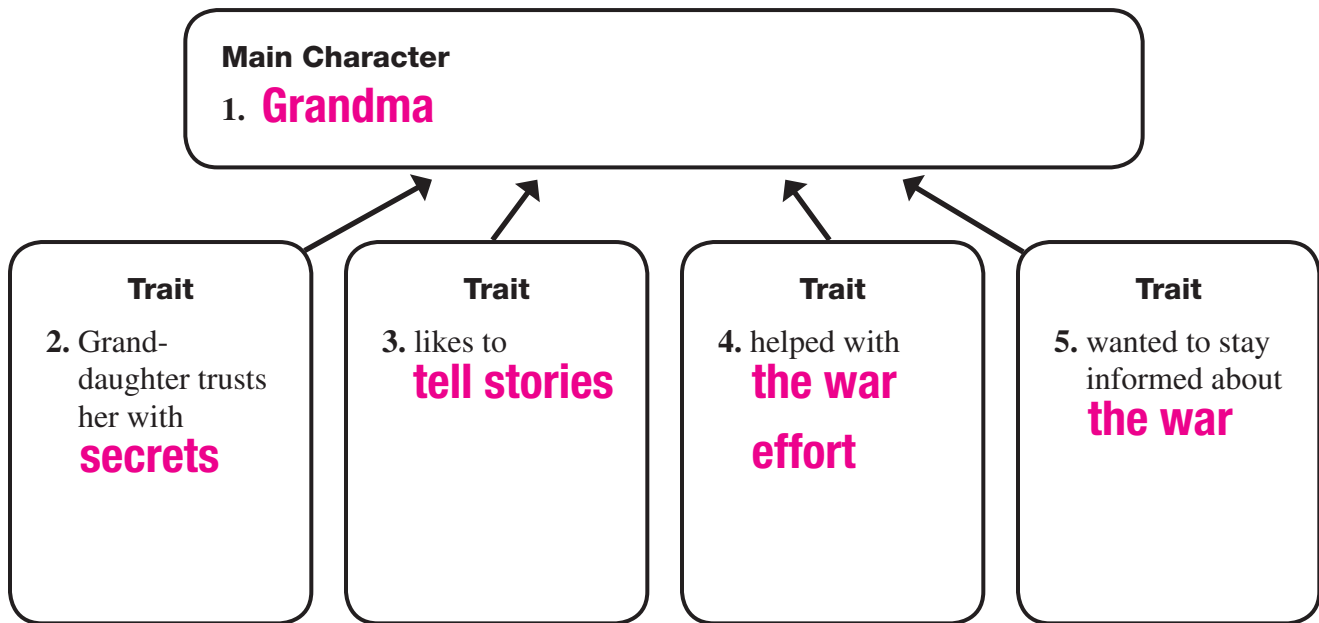 Main Character
1. Grandma
Trait
2. Grand-
daughter trusts
her with
secrets
Trait
3. likes to
tell stories
Trait
4. helped with
the war
effort
Trait
5. wanted to stay
informed about
the war